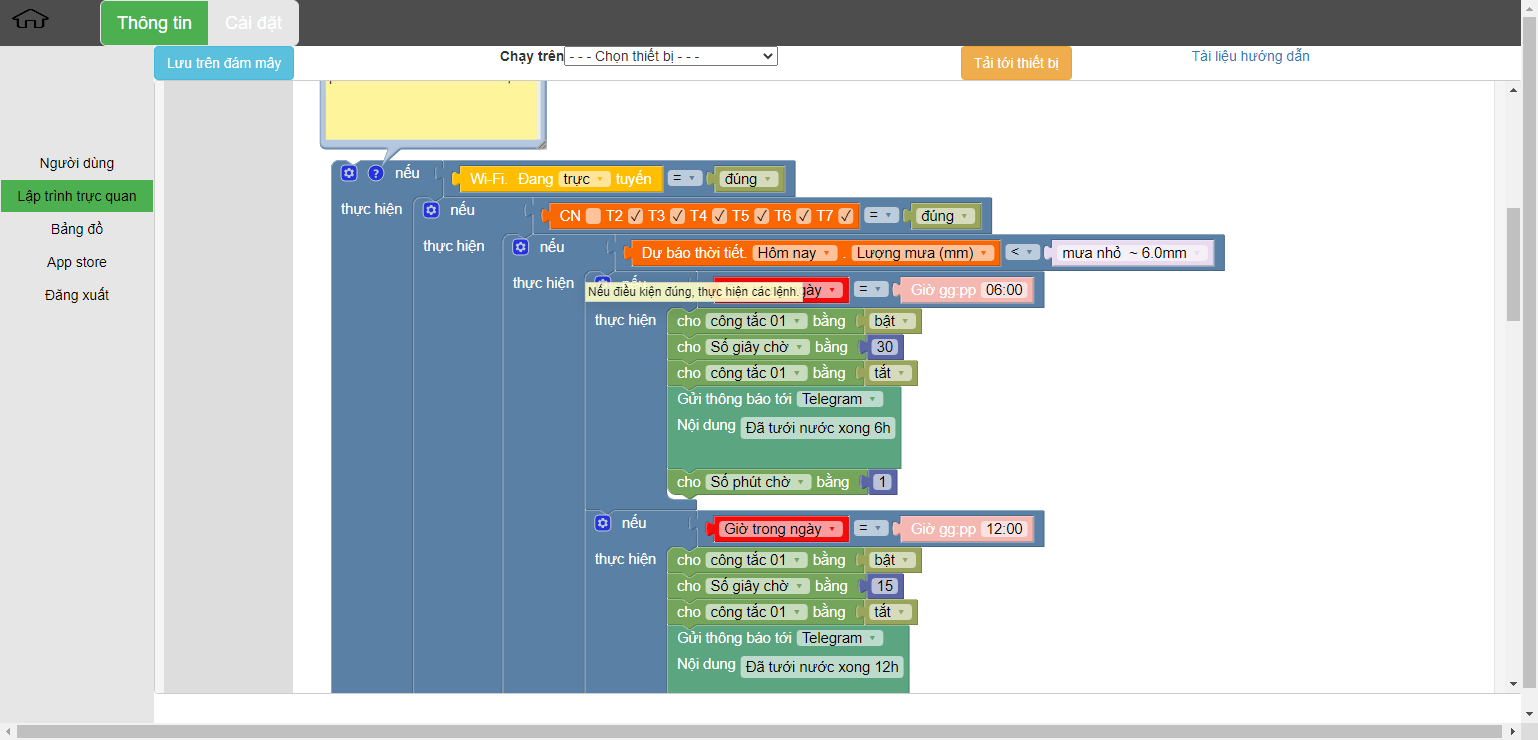 Thông tin Cài đặt
Lưu trên đám mây Chạy trên - - - Chọn thiết bị - - - Tải tới thiết bị Tài liệu hướng dẫn
Người dùng
Lập trình trực quan
Bảng đồ
App store
Đăng xuất
nếu Wi-Fi. Đang trực tuyến = đúng
thực hiện nếu CN T2 T3 T4 T5 T6 T7 = đúng
thực hiện nếu Dự báo thời tiết. Hôm nay . Lượng mưa (mm) < mưa nhỏ ~ 6.0mm
thực hiện Nếu điều kiện đúng, thực hiện các lệnh. = Giờ gg:pp 06:00
thực hiện cho công tắc 01 bằng bật
cho Số giây chờ bằng 30
cho công tắc 01 bằng tắt
Gửi thông báo tới Telegram
Nội dung Đã tưới nước xong 6h
cho Số phút chờ bằng 1
nếu Giờ trong ngày = Giờ gg:pp 12:00
thực hiện cho công tắc 01 bằng bật
cho Số giây chờ bằng 15
cho công tắc 01 bằng tắt
Gửi thông báo tới Telegram
Nội dung Đã tưới nước xong 12h